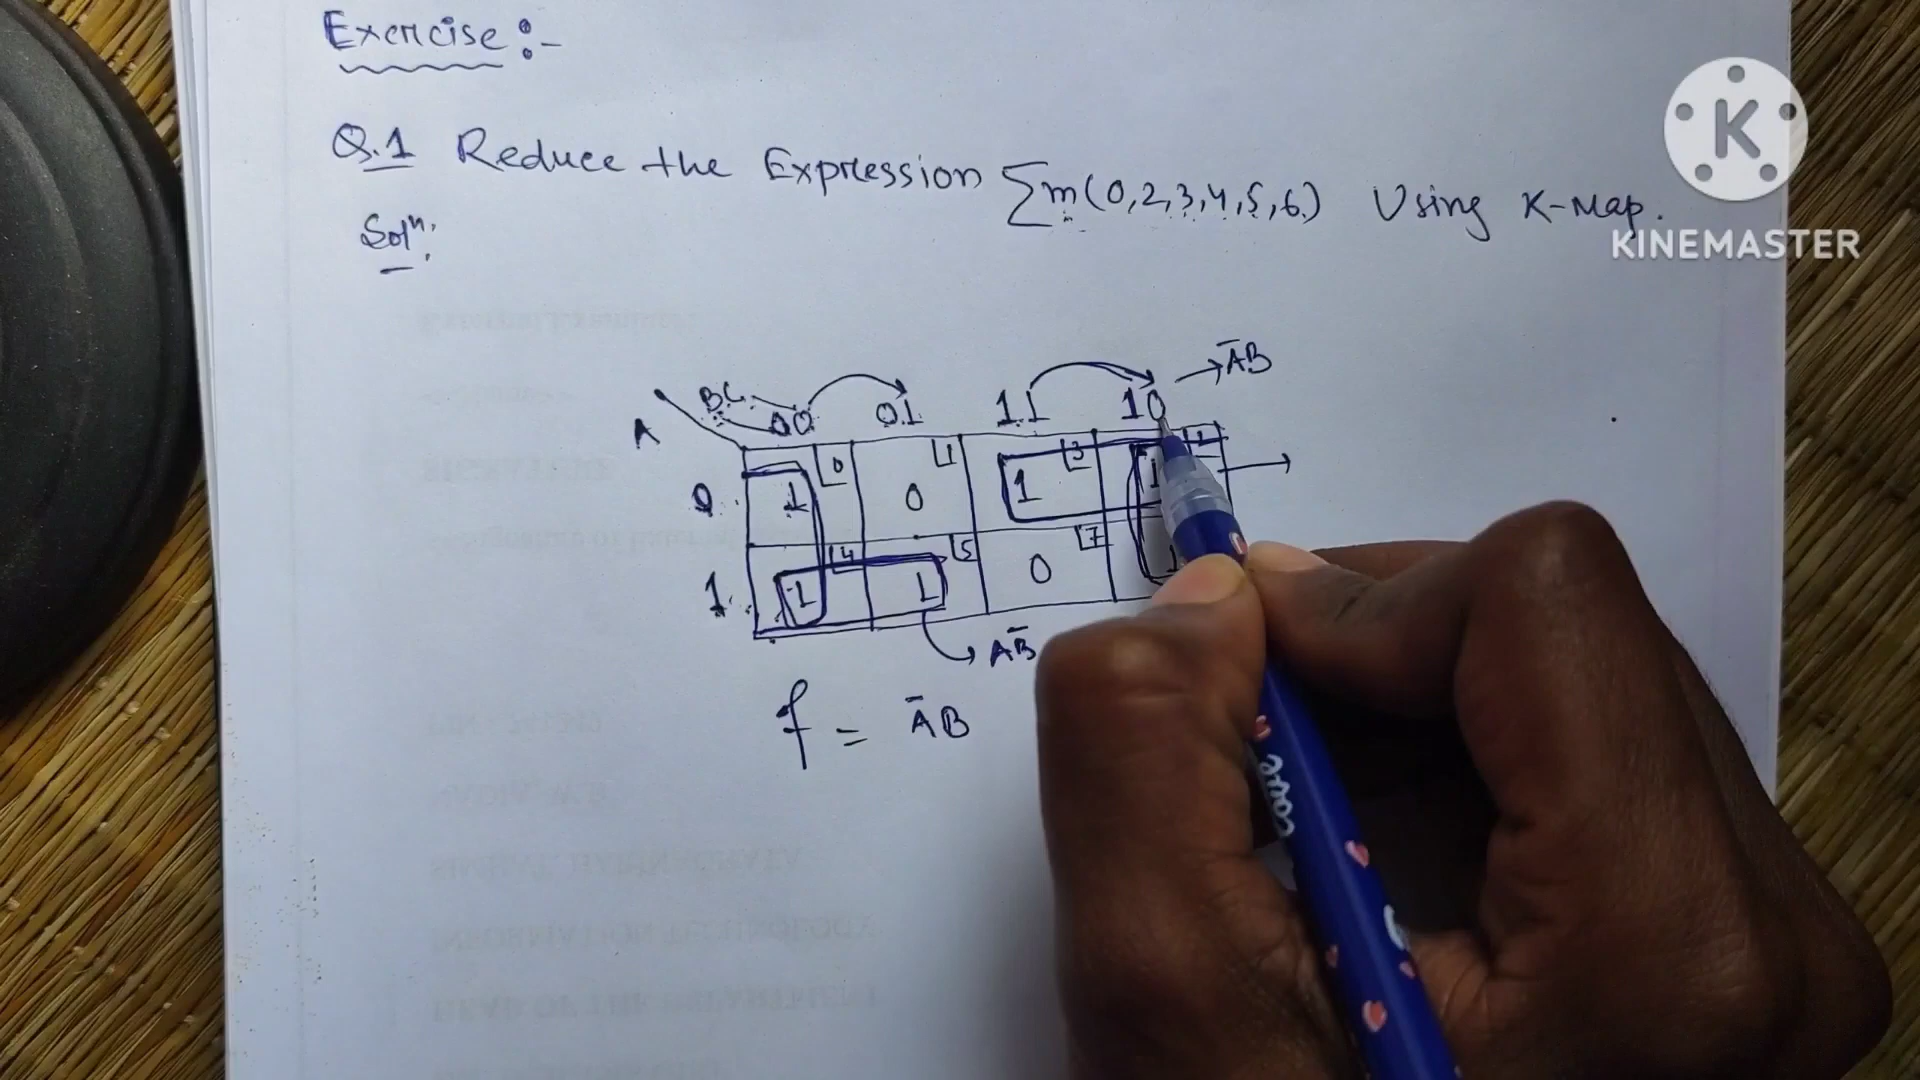 Exercise :-
Q.1 Reduce the Expression Σm(0,2,3,4,5,6) Using K-Map.
Solⁿ:
K
KINEMASTER
A̅B
BC
00 01 11 10
A
0 1 3 2
0 1 0 1 1
4 5 7
1 1 1 0 1
AB̅
f = A̅B